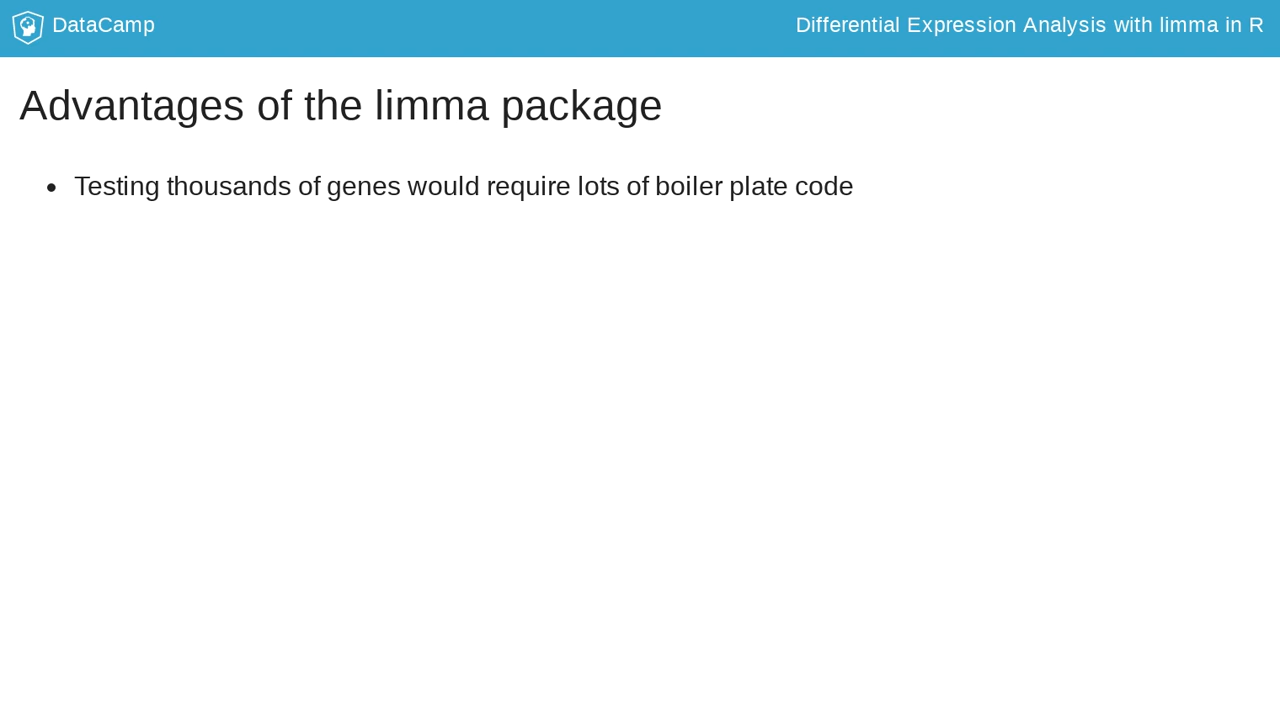 DataCamp
Differential Expression Analysis with limma in R
Advantages of the limma package
• Testing thousands of genes would require lots of boiler plate code